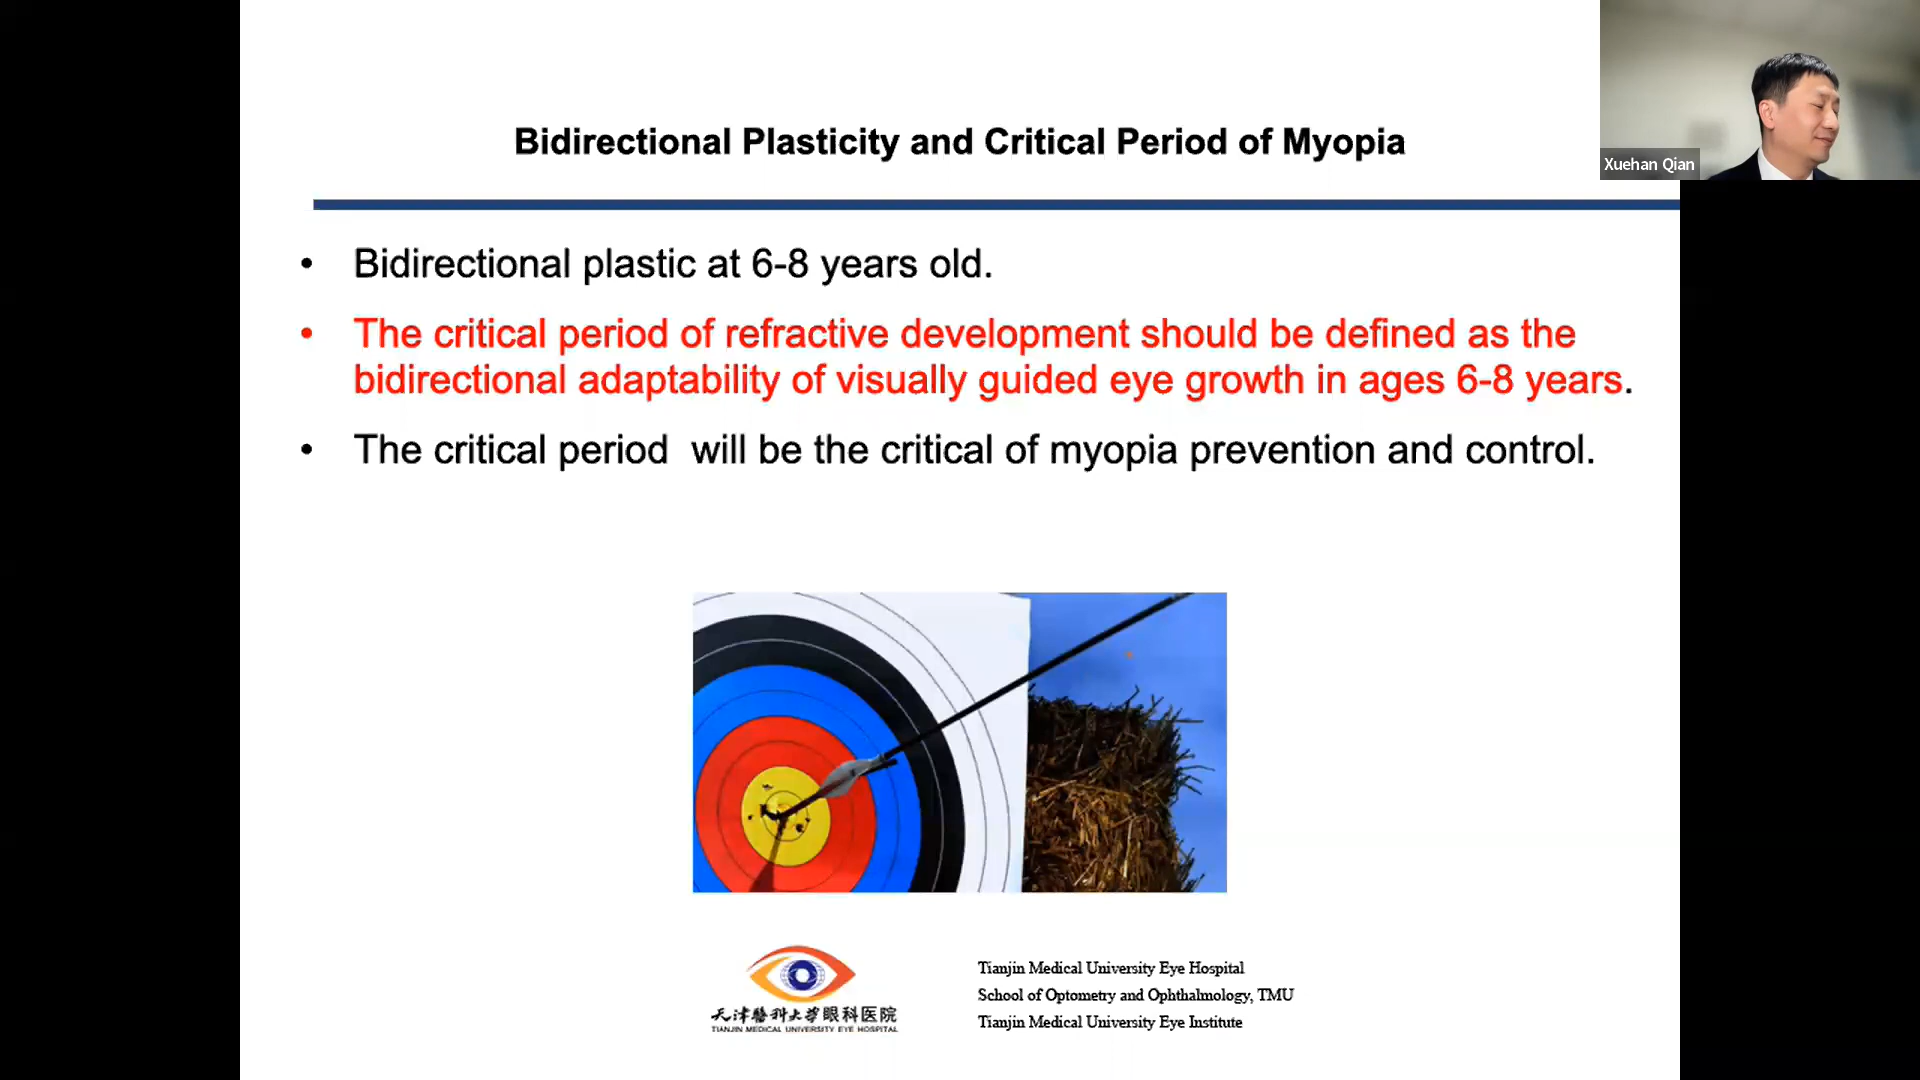 Bidirectional Plasticity and Critical Period of Myopia
Xuehan Qian
• Bidirectional plastic at 6-8 years old.
• The critical period of refractive development should be defined as the
bidirectional adaptability of visually guided eye growth in ages 6-8 years.
• The critical period  will be the critical of myopia prevention and control.
天津醫科大学眼科医院
TIANJIN MEDICAL UNIVERSITY EYE HOSPITAL
Tianjin Medical University Eye Hospital
School of Optometry and Ophthalmology, TMU
Tianjin Medical University Eye Institute